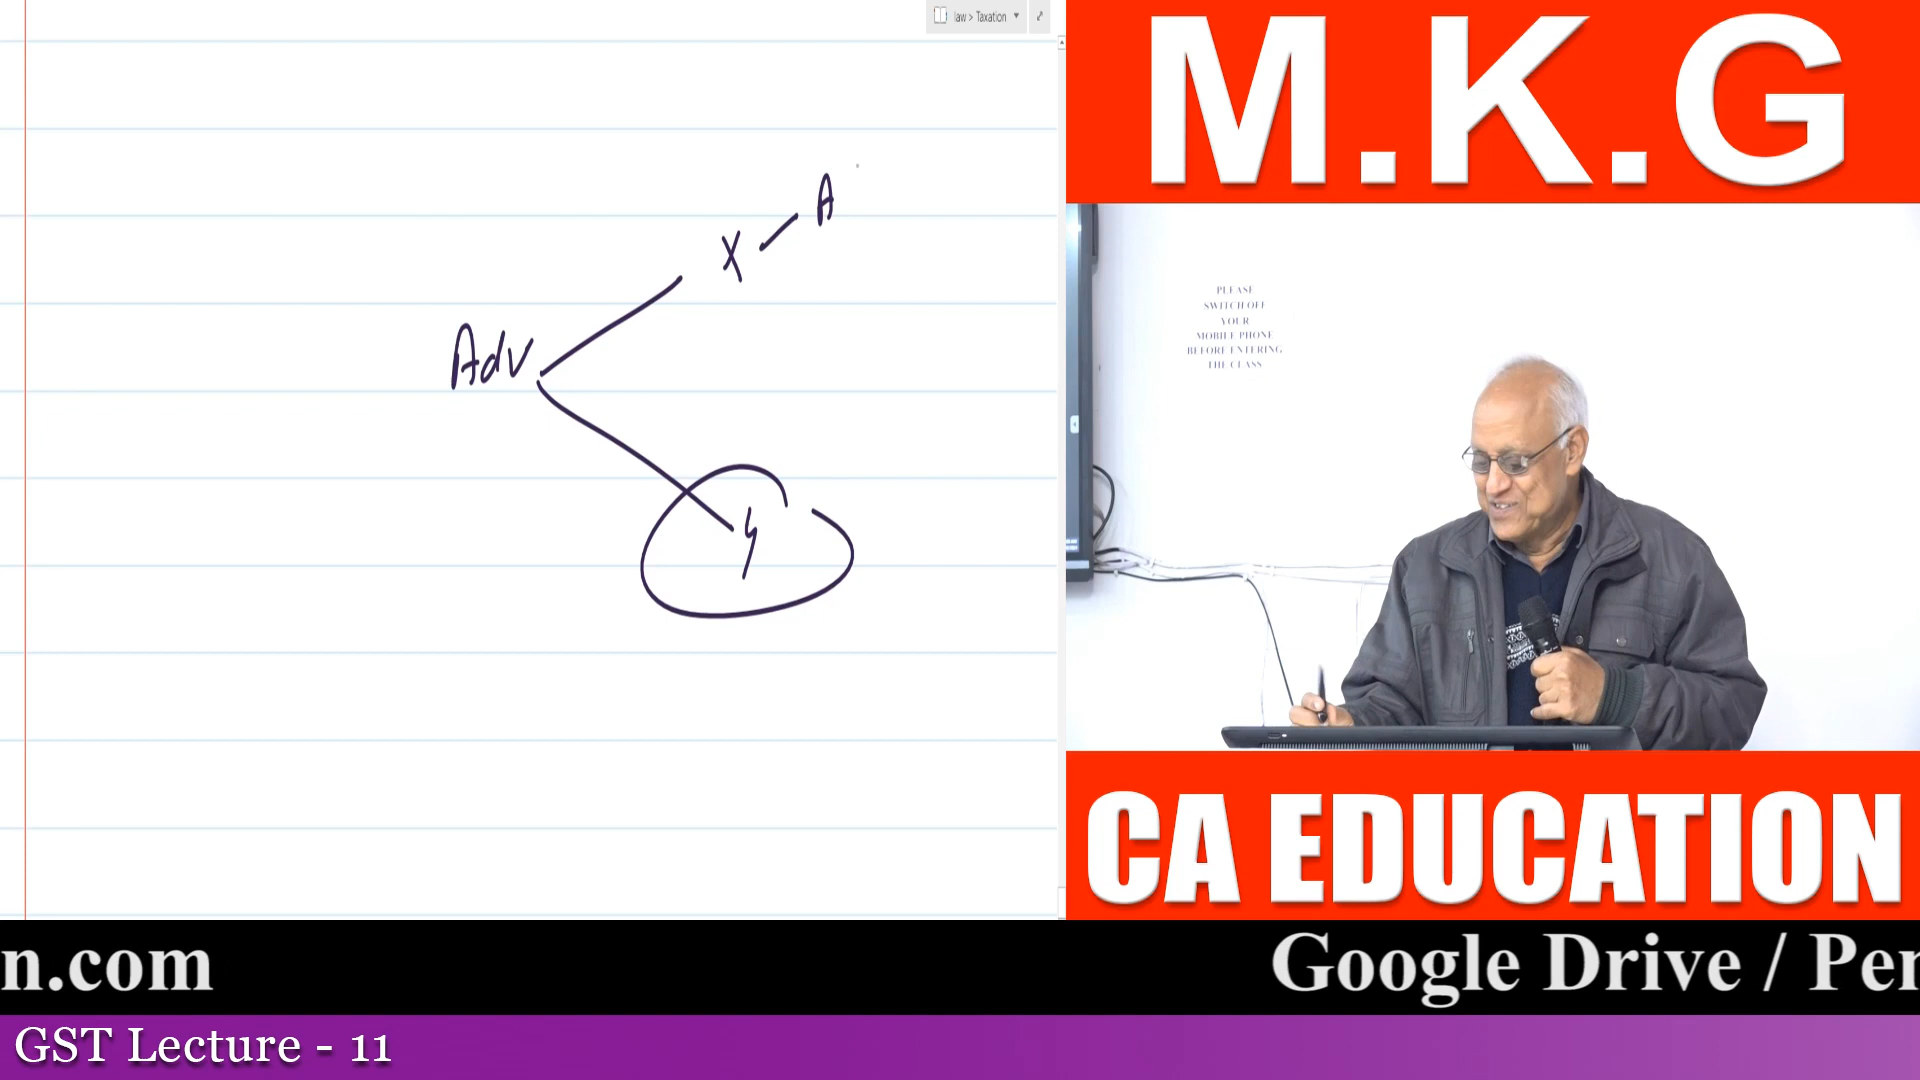 law > Taxation
M.K.G
A
X
Adv
y
PLEASE
SWITCH OFF
YOUR
MOBILE PHONE
BEFORE ENTERING
THE CLASS
CA EDUCATION
n.com
Google Drive / Pen
GST Lecture - 11